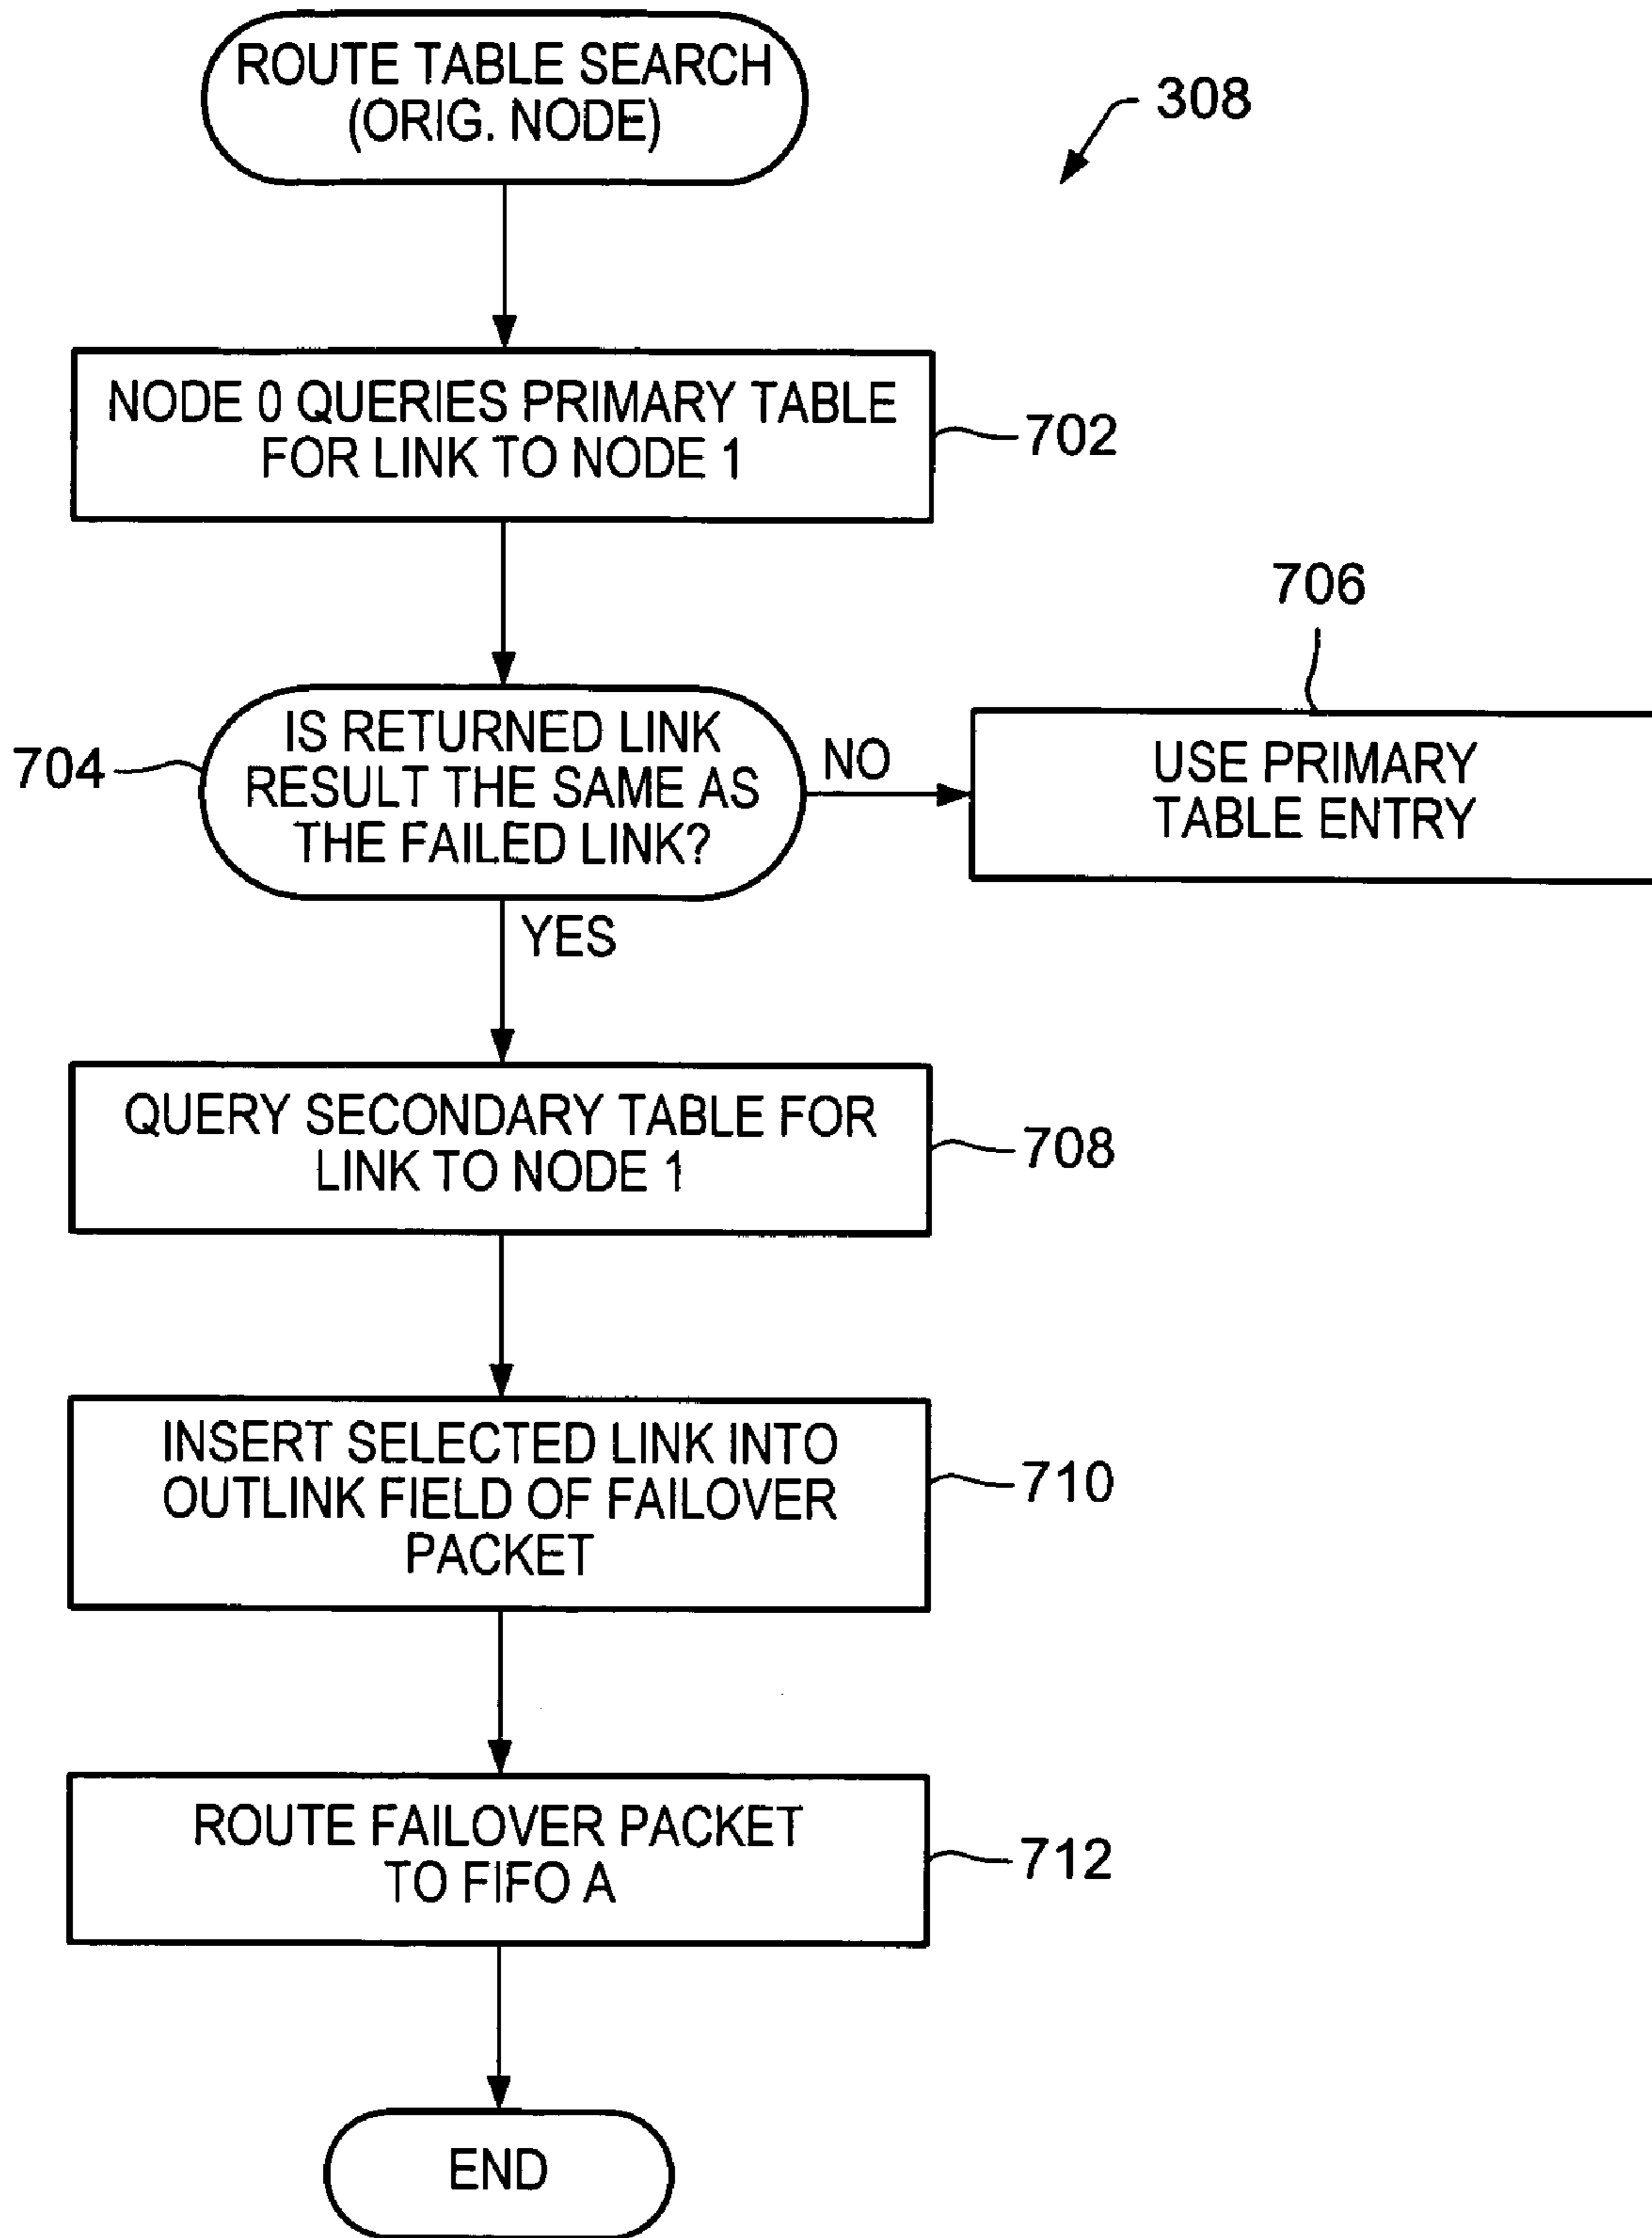 ROUTE TABLE SEARCH
(ORIG. NODE)
308
NODE 0 QUERIES PRIMARY TABLE
FOR LINK TO NODE 1
702
706
704
IS RETURNED LINK
RESULT THE SAME AS
THE FAILED LINK?
NO
USE PRIMARY
TABLE ENTRY
YES
QUERY SECONDARY TABLE FOR
LINK TO NODE 1
708
INSERT SELECTED LINK INTO
OUTLINK FIELD OF FAILOVER
PACKET
710
ROUTE FAILOVER PACKET
TO FIFO A
712
END